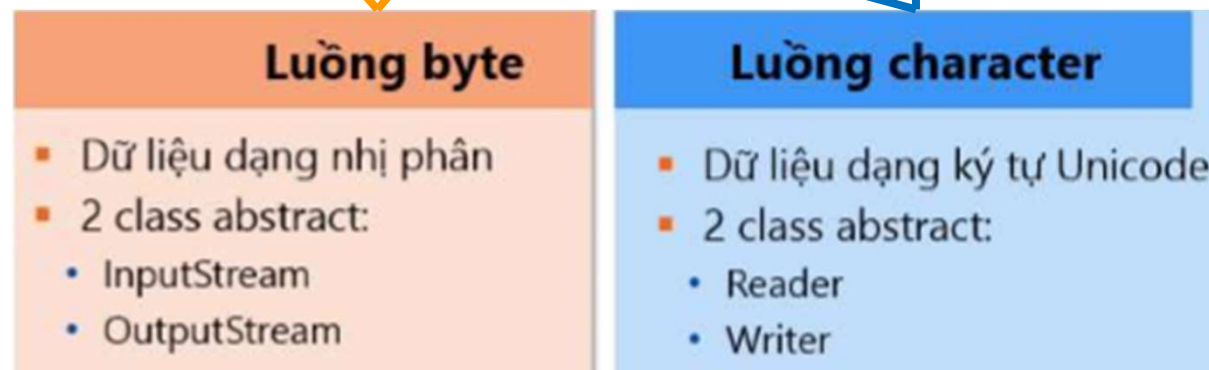 Luồng byte
▪ Dữ liệu dạng nhị phân
▪ 2 class abstract:
• InputStream
• OutputStream
Luồng character
▪ Dữ liệu dạng ký tự Unicode
▪ 2 class abstract:
• Reader
• Writer